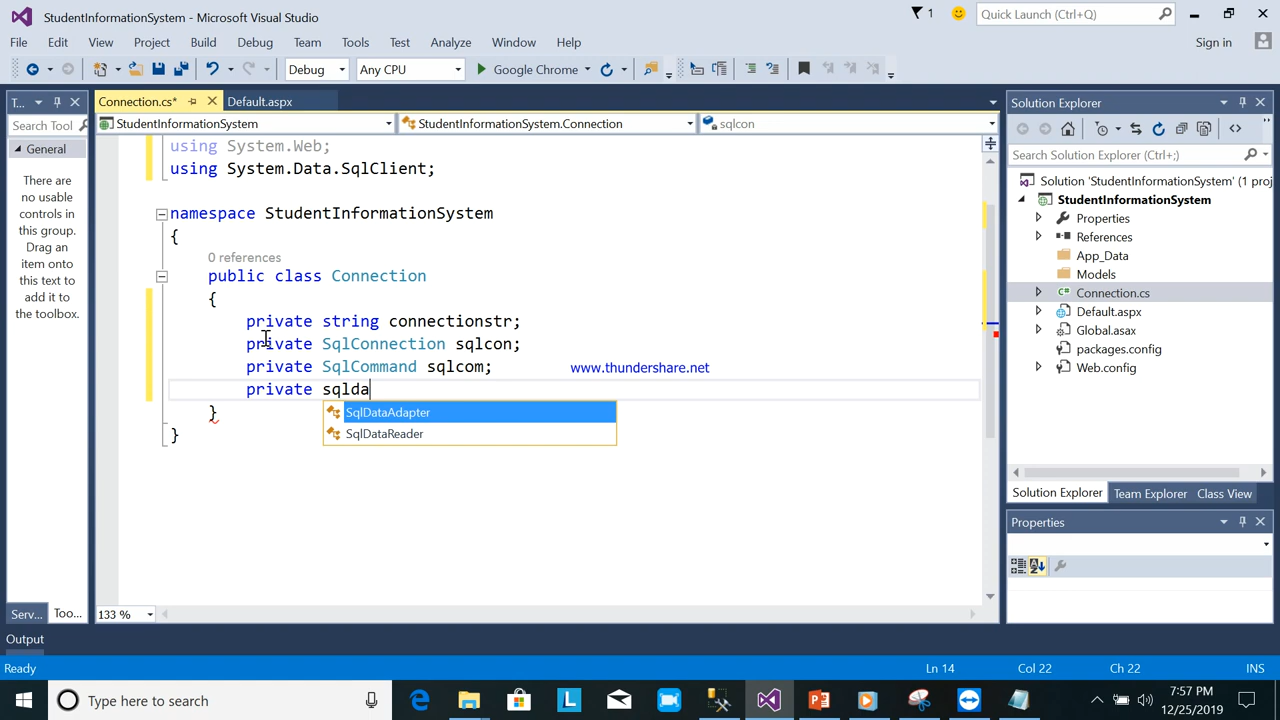 StudentInformationSystem - Microsoft Visual Studio
1
Quick Launch (Ctrl+Q)
File Edit View Project Build Debug Team Tools Test Analyze Window Help
Sign in
Debug Any CPU Google Chrome
T... Connection.cs* Default.aspx
Search Tool
StudentInformationSystem StudentInformationSystem.Connection sqlcon
General
There are
no usable
controls in
this group.
Drag an
item onto
this text to
add it to
the toolbox.
using System.Web;
using System.Data.SqlClient;
namespace StudentInformationSystem
{
0 references
public class Connection
{
private string connectionstr;
private SqlConnection sqlcon;
private SqlCommand sqlcom;
www.thundershare.net
private sqlda
SqlDataAdapter
SqlDataReader
}
}
133 %
Solution Explorer
Search Solution Explorer (Ctrl+;)
Solution 'StudentInformationSystem' (1 proj
StudentInformationSystem
Properties
References
App_Data
Models
Connection.cs
Default.aspx
Global.asax
packages.config
Web.config
Solution Explorer Team Explorer Class View
Properties
Serv... Too...
Output
Ready Ln 14 Col 22 Ch 22 INS
Type here to search
7:57 PM
12/25/2019